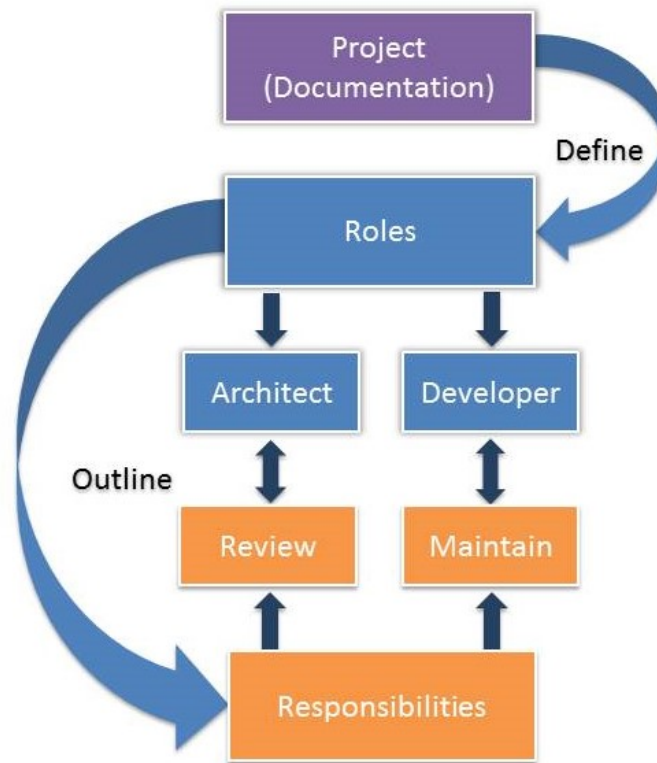 Project
(Documentation)
Define
Roles
Architect
Developer
Outline
Review
Maintain
Responsibilities